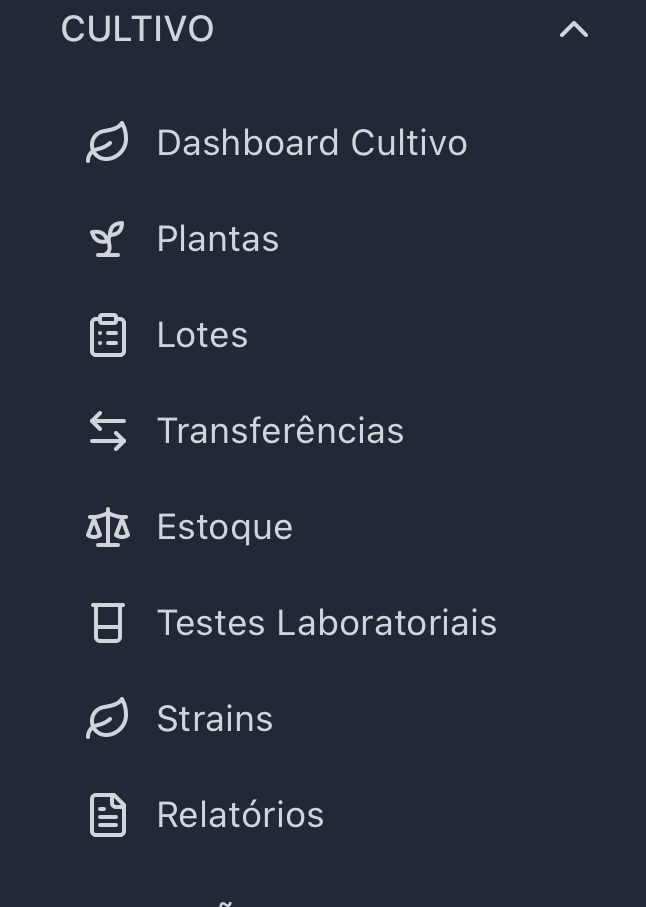 CULTIVO
Dashboard Cultivo
Plantas
Lotes
Transferências
Estoque
Testes Laboratoriais
Strains
Relatórios